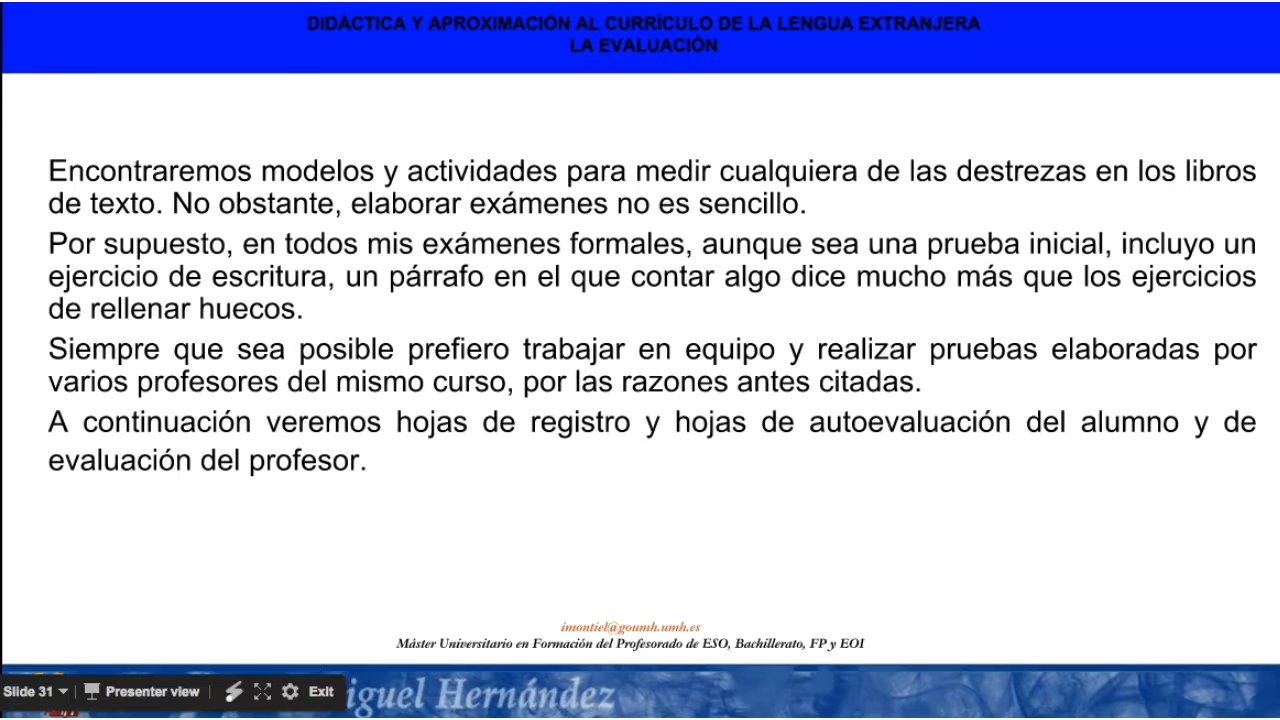 DIDÁCTICA Y APROXIMACIÓN AL CURRÍCULO DE LA LENGUA EXTRANJERA
LA EVALUACIÓN
Encontraremos modelos y actividades para medir cualquiera de las destrezas en los libros
de texto. No obstante, elaborar exámenes no es sencillo.
Por supuesto, en todos mis exámenes formales, aunque sea una prueba inicial, incluyo un
ejercicio de escritura, un párrafo en el que contar algo dice mucho más que los ejercicios
de rellenar huecos.
Siempre que sea posible prefiero trabajar en equipo y realizar pruebas elaboradas por
varios profesores del mismo curso, por las razones antes citadas.
A continuación veremos hojas de registro y hojas de autoevaluación del alumno y de
evaluación del profesor.
imontiel@goumh.umh.es
Máster Universitario en Formación del Profesorado de ESO, Bachillerato, FP y EOI
Slide 31 Presenter view Exit
iguel Hernández